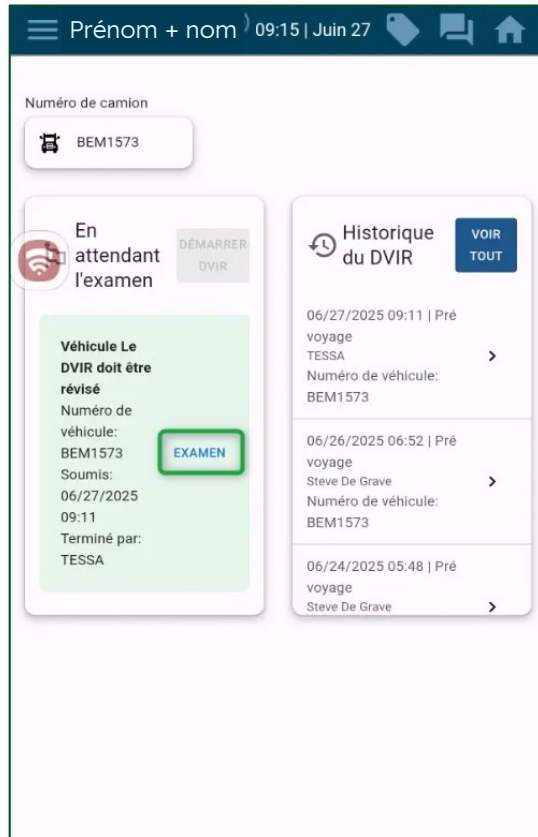 Prénom + nom ) 09:15 | Juin 27
Numéro de camion
BEM1573
En
attendant
l'examen
DÉMARRER
DVIR
Véhicule Le
DVIR doit être
révisé
Numéro de
véhicule:
BEM1573
Soumis:
06/27/2025
09:11
Terminé par:
TESSA
EXAMEN
Historique
du DVIR
VOIR
TOUT
06/27/2025 09:11 | Pré
voyage
TESSA
Numéro de véhicule:
BEM1573
06/26/2025 06:52 | Pré
voyage
Steve De Grave
Numéro de véhicule:
BEM1573
06/24/2025 05:48 | Pré
voyage
Steve De Grave